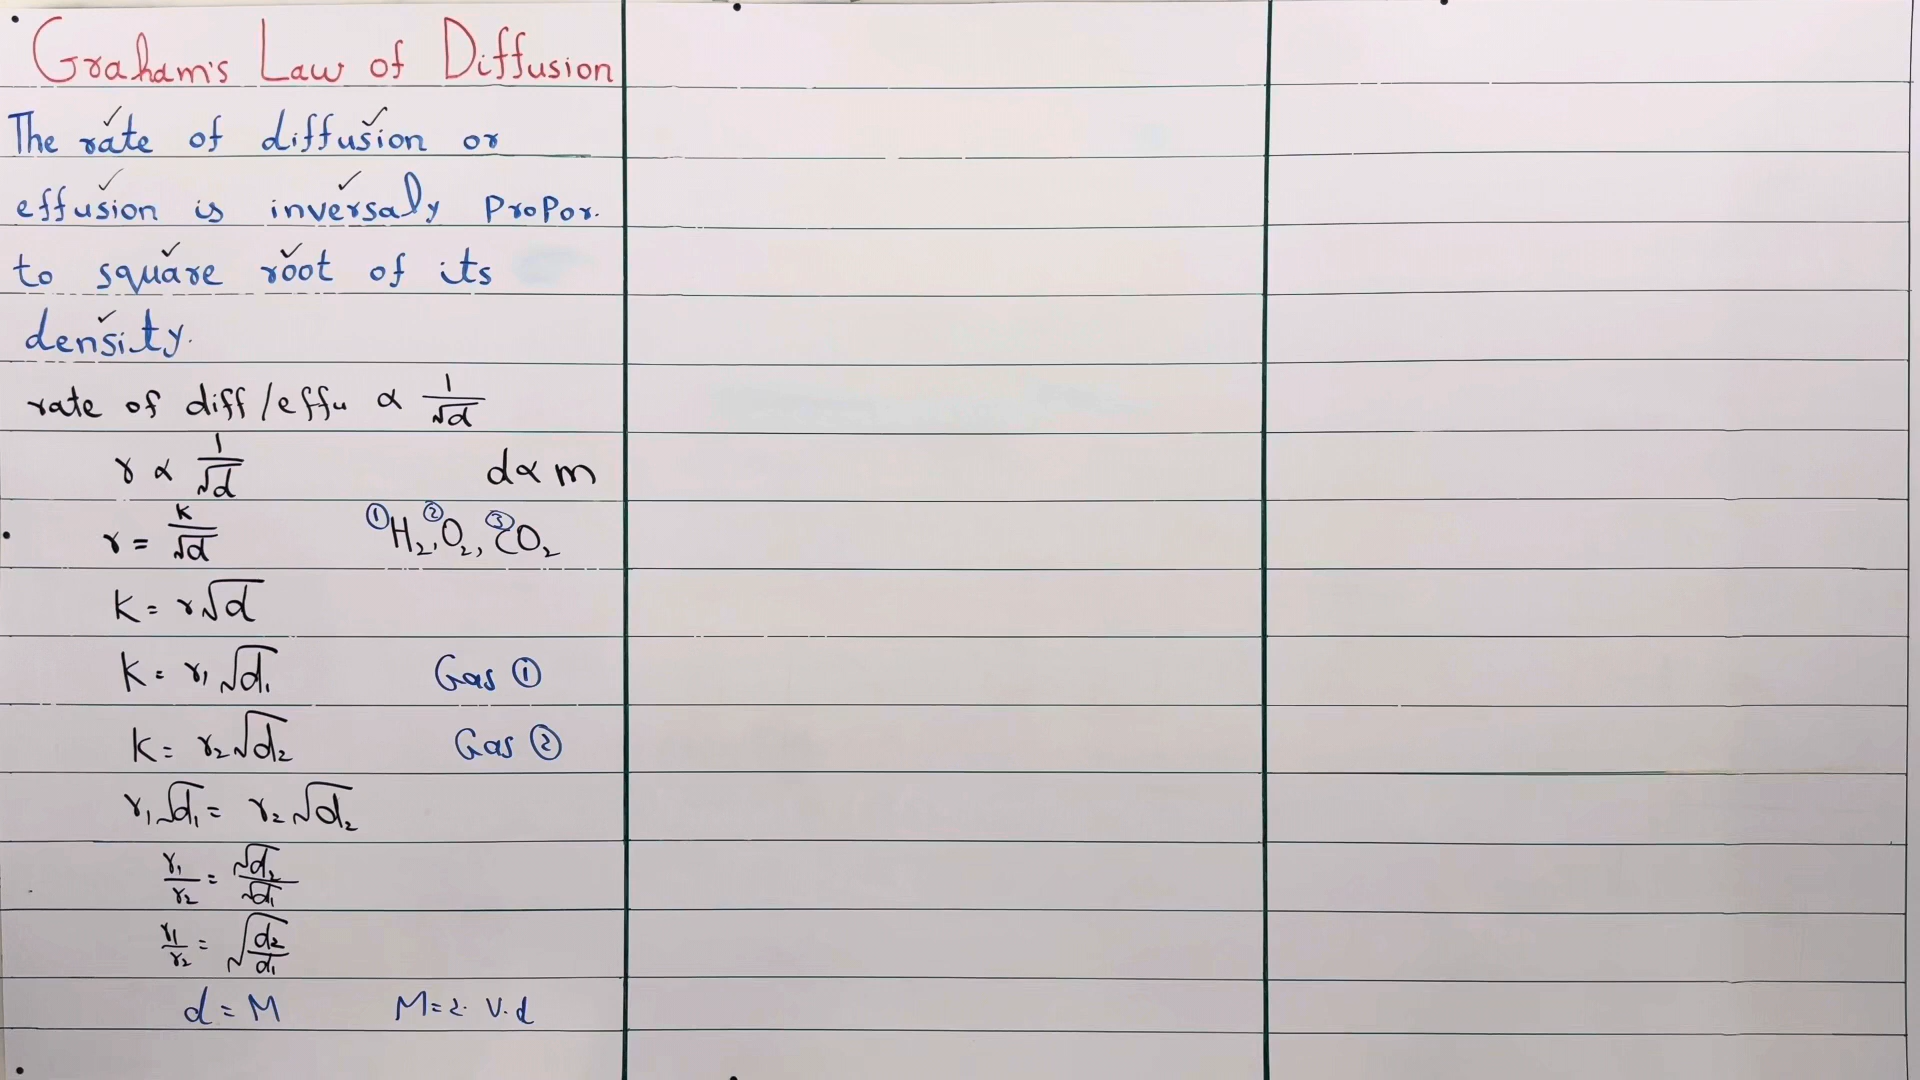 Graham's Law of Diffusion
The rate of diffusion or
effusion is inversaly Propor.
to square root of its
density.
rate of diff/effu ∝ 1/√d
r ∝ 1/√d d∝m
r = K/√d ①H₂, ②O₂, ③CO₂
K = r√d
K = r₁√d₁ Gas ①
K = r₂√d₂ Gas ②
r₁√d₁ = r₂√d₂
r₁/r₂ = √d₂/√d₁
r₁/r₂ = √(d₂/d₁)
d = M M=2. V.d